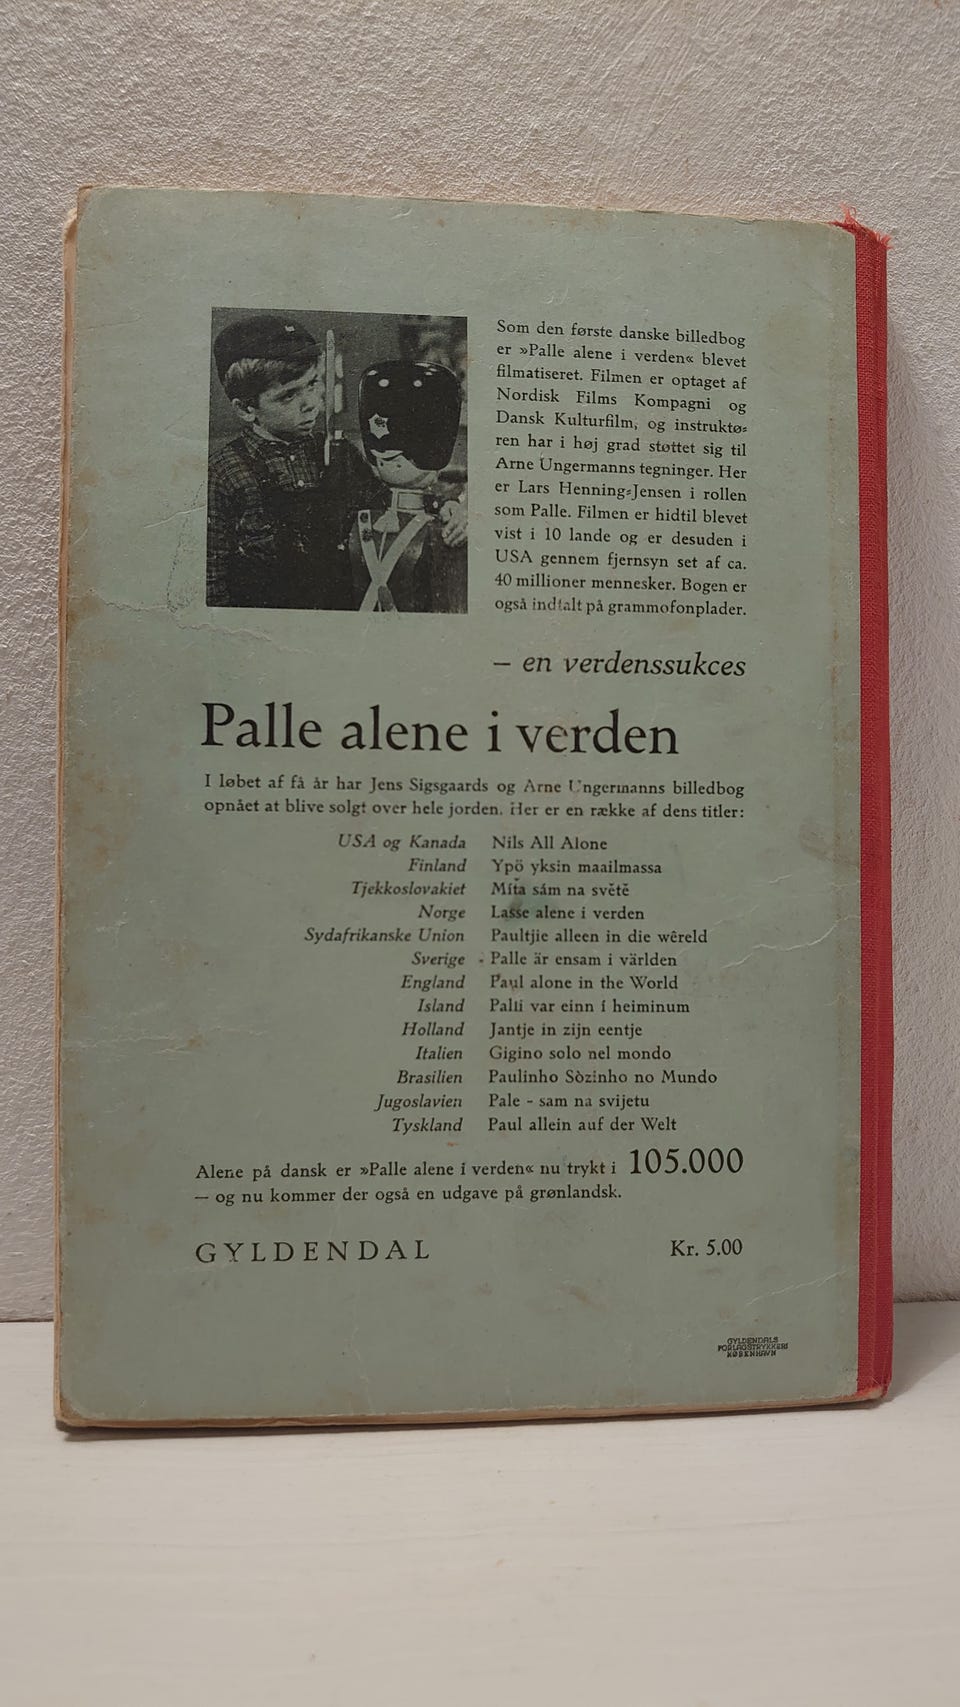 Som den første danske billedbog
er »Palle alene i verden« blevet
filmatiseret. Filmen er optaget af
Nordisk Films Kompagni og
Dansk Kulturfilm, og instruktø-
ren har i høj grad støttet sig til
Arne Ungermanns tegninger. Her
er Lars Henning-Jensen i rollen
som Palle. Filmen er hidtil blevet
vist i 10 lande og er desuden i
USA gennem fjernsyn set af ca.
40 millioner mennesker. Bogen er
også indtalt på grammofonplader.
– en verdenssukces
Palle alene i verden
I løbet af få år har Jens Sigsgaards og Arne Ungermanns billedbog
opnået at blive solgt over hele jorden. Her er en række af dens titler:
USA og Kanada Nils All Alone
Finland Ypö yksin maailmassa
Tjekkoslovakiet Míťa sám na světě
Norge Lasse alene i verden
Sydafrikanske Union Paultjie alleen in die wêreld
Sverige Palle är ensam i världen
England Paul alone in the World
Island Palli var einn í heiminum
Holland Jantje in zijn eentje
Italien Gigino solo nel mondo
Brasilien Paulinho Sòzinho no Mundo
Jugoslavien Pale - sam na svijetu
Tyskland Paul allein auf der Welt
Alene på dansk er »Palle alene i verden« nu trykt i 105.000
— og nu kommer der også en udgave på grønlandsk.
GYLDENDAL Kr. 5.00
GYLDENDALS
FORLAGSTRYKKERI
KØBENHAVN